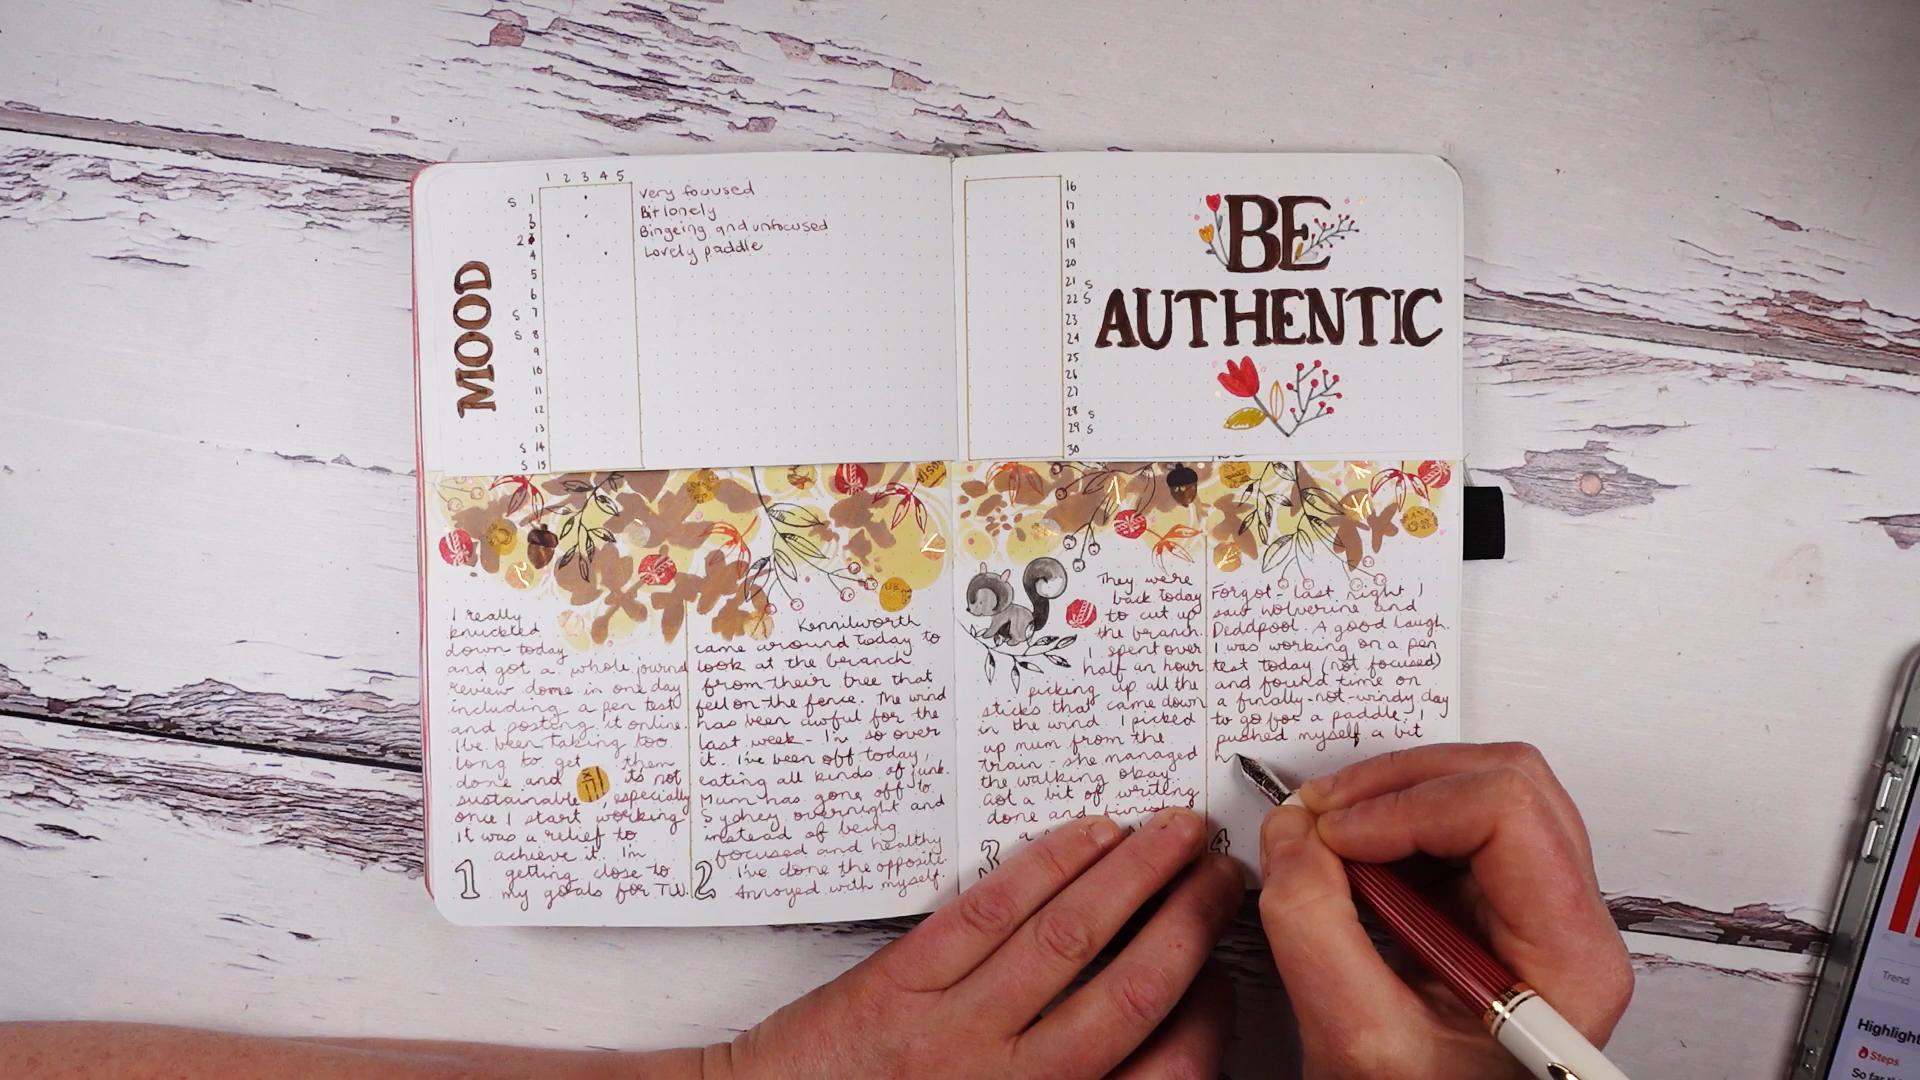 MOOD
1 2 3 4 5
S 1 very focused
2 Bit lonely
3 Bingeing and unfocused
4 Lovely paddle
5
6
S 7
S 8
9
10
11
12
13
S 14
S 15
16
17
18
19
20
21 S
22 S
23
24
25
26
27
28 S
29 S
30
BE
AUTHENTIC
I really
knuckled
down today
and got a whole journal
review done in one day
including a pen test
and posting it online.
I've been taking too
long to get them
done and it's not
sustainable, especially
once I start working
It was a relief to
achieve it. I'm
getting close to
my goals for TW.
1
Kennilworth
came around today to
look at the branch
from their tree that
fell on the fence. The wind
has been awful for the
last week - I'm so over
it. I've been off today,
eating all kinds of junk.
Mum has gone off to
Sydney overnight and
instead of being
focused and healthy
I've done the opposite.
Annoyed with myself.
2
They were
back today
to cut up
the branch.
I spent over
half an hour
picking up all the
sticks that came down
in the wind. I picked
up mum from the
train - she managed
the walking okay.
Got a bit of writing
done and
a
3
Forgot - last night I
saw Wolverine and
Deddpool. A good laugh.
I was working on a pen
test today (not focused)
and found time on
a finally-not-windy day
to go for a paddle. I
pushed myself a bit
4
Trend
Highlight
Steps
So far